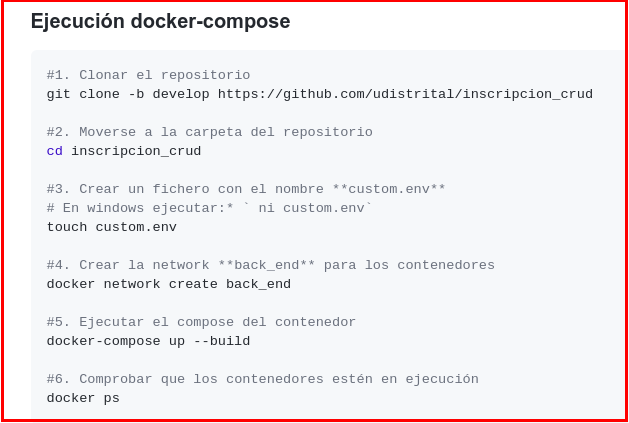 Ejecución docker-compose
#1. Clonar el repositorio
git clone -b develop https://github.com/udistrital/inscripcion_crud
#2. Moverse a la carpeta del repositorio
cd inscripcion_crud
#3. Crear un fichero con el nombre **custom.env**
# En windows ejecutar:* ` ni custom.env`
touch custom.env
#4. Crear la network **back_end** para los contenedores
docker network create back_end
#5. Ejecutar el compose del contenedor
docker-compose up --build
#6. Comprobar que los contenedores estén en ejecución
docker ps